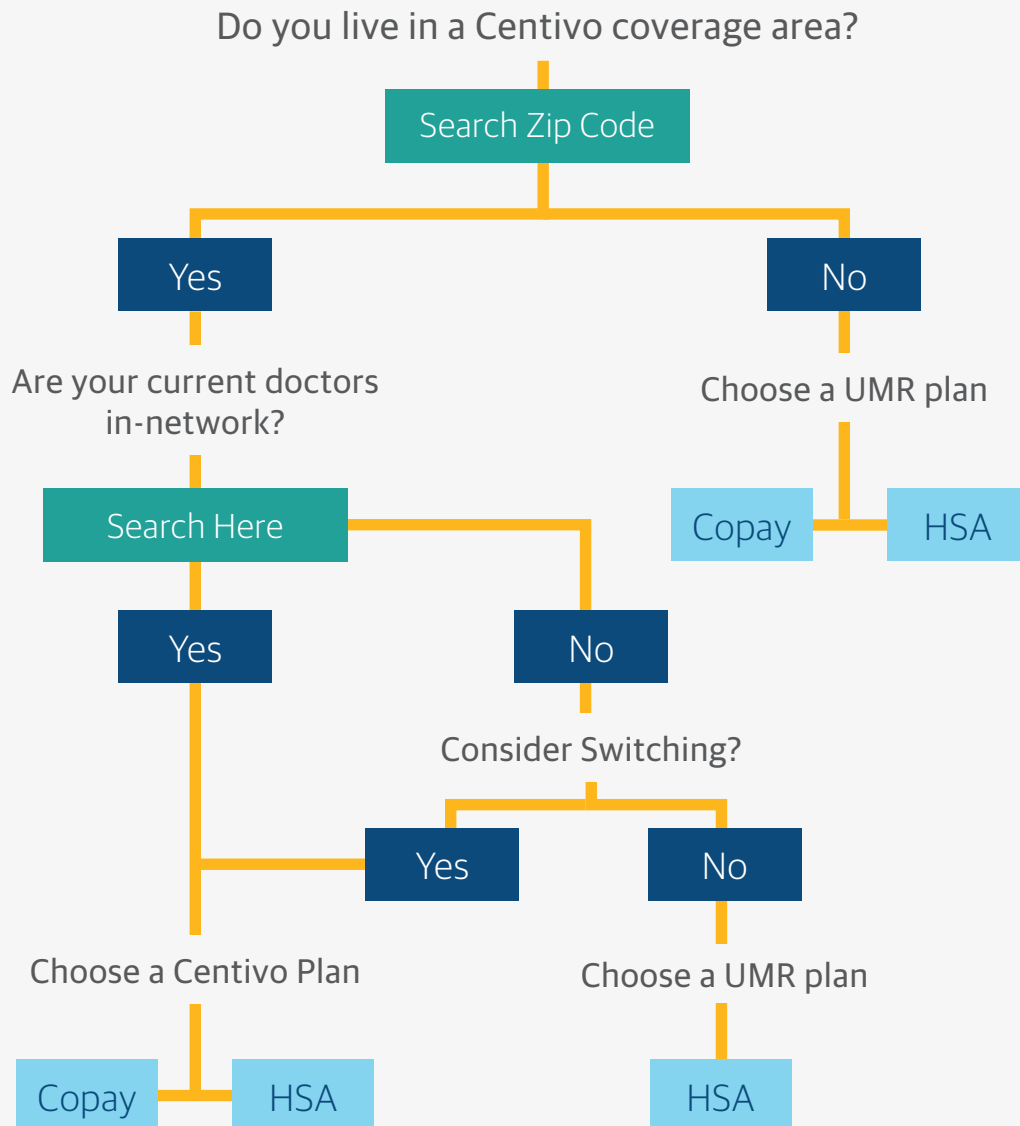 Do you live in a Centivo coverage area?
Search Zip Code
Yes
No
Are your current doctors
in-network?
Choose a UMR plan
Search Here
Copay
HSA
Yes
No
Consider Switching?
Yes
No
Choose a Centivo Plan
Choose a UMR plan
Copay
HSA
HSA